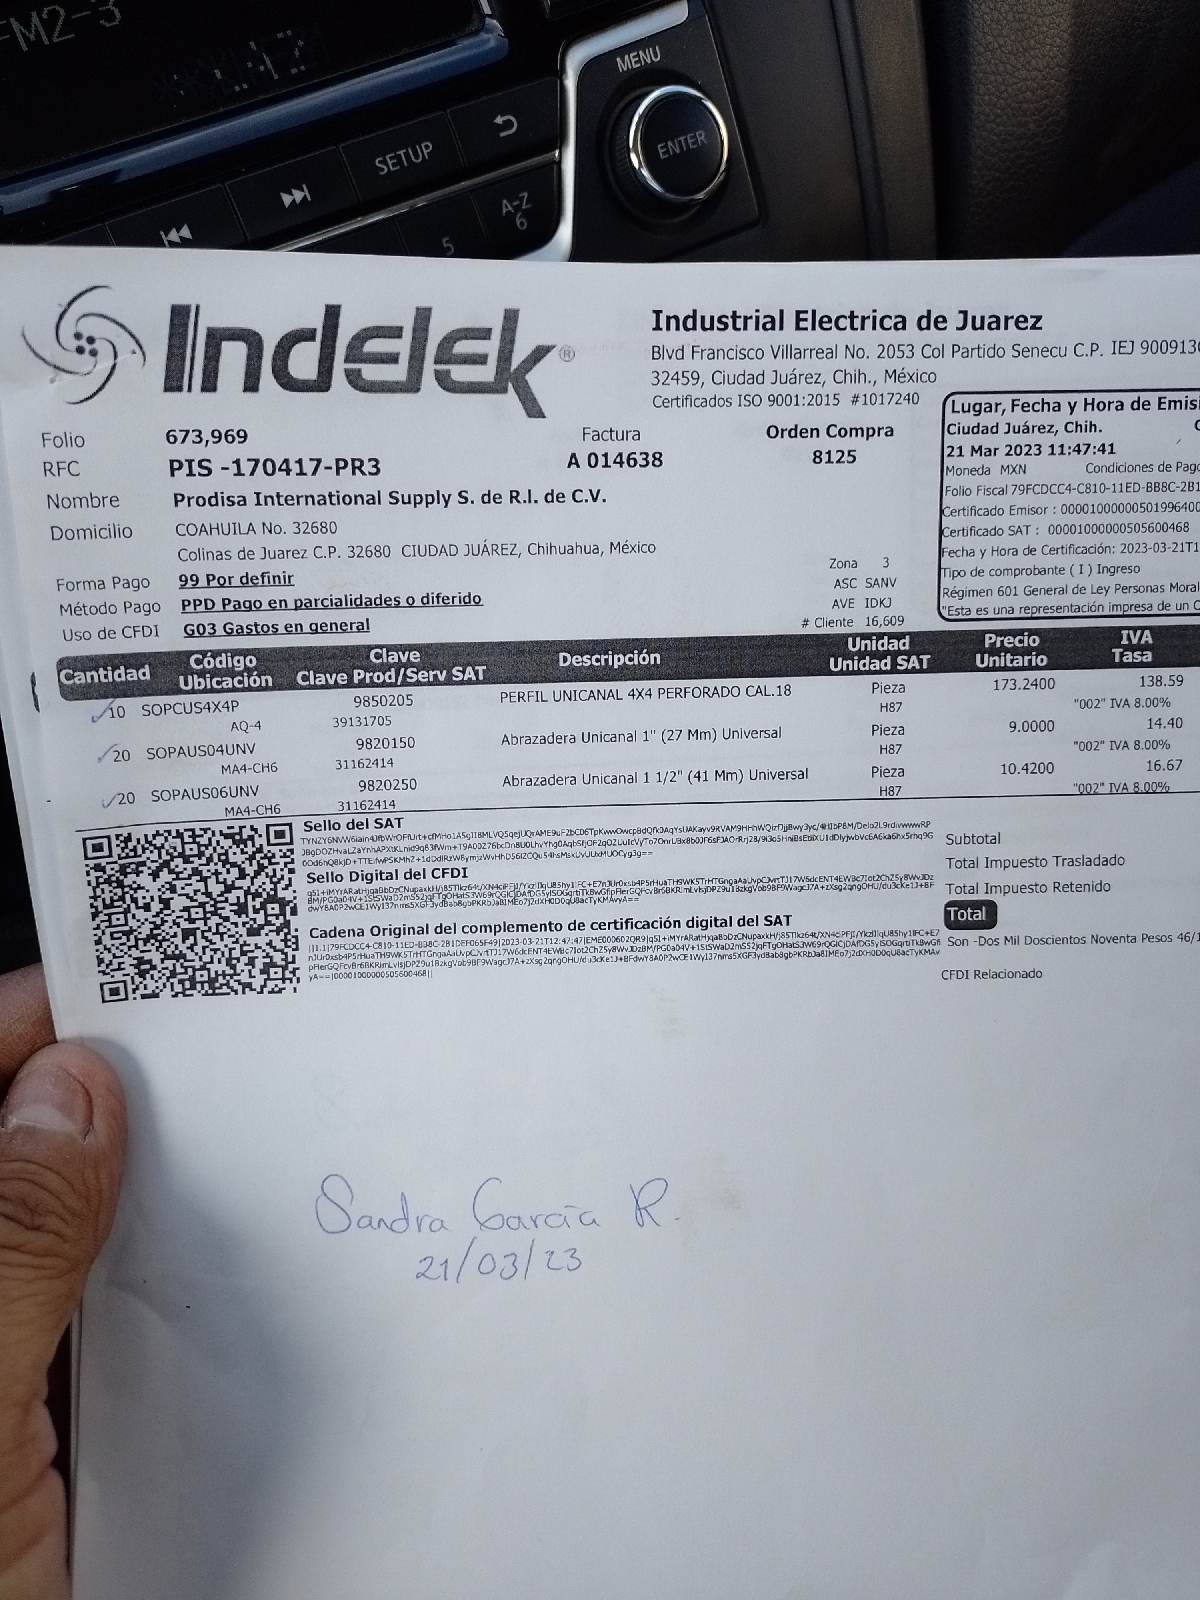 FM2-3
MENU
ENTER
SETUP
A-Z
5
6
Indelek®
Industrial Electrica de Juarez
Blvd Francisco Villarreal No. 2053 Col Partido Senecu C.P. IEJ 900913
32459, Ciudad Juárez, Chih., México
Certificados ISO 9001:2015 #1017240
Folio 673,969
Factura
A 014638
Orden Compra
8125
RFC PIS -170417-PR3
Nombre Prodisa International Supply S. de R.l. de C.V.
Domicilio COAHUILA No. 32680
Colinas de Juarez C.P. 32680 CIUDAD JUÁREZ, Chihuahua, México
Forma Pago 99 Por definir
Método Pago PPD Pago en parcialidades o diferido
Uso de CFDI G03 Gastos en general
Zona 3
ASC SANV
AVE IDKJ
# Cliente 16,609
Lugar, Fecha y Hora de Emisi
Ciudad Juárez, Chih.
21 Mar 2023 11:47:41
Moneda MXN Condiciones de Pago
Folio Fiscal 79FCDCC4-C810-11ED-BB8C-2B1
Certificado Emisor : 0000100000050199640
Certificado SAT : 00001000000505600468
Fecha y Hora de Certificación: 2023-03-21T1
Tipo de comprobante ( I ) Ingreso
Régimen 601 General de Ley Personas Moral
"Esta es una representación impresa de un C
Cantidad Código Ubicación Clave Clave Prod/Serv SAT Descripción Unidad Unidad SAT Precio Unitario IVA Tasa
10 SOPCUS4X4P 9850205 PERFIL UNICANAL 4X4 PERFORADO CAL.18 Pieza 173.2400 138.59
AQ-4 39131705 H87 "002" IVA 8.00%
20 SOPAUS04UNV 9820150 Abrazadera Unicanal 1" (27 Mm) Universal Pieza 9.0000 14.40
MA4-CH6 31162414 H87 "002" IVA 8.00%
20 SOPAUS06UNV 9820250 Abrazadera Unicanal 1 1/2" (41 Mm) Universal Pieza 10.4200 16.67
MA4-CH6 31162414 H87 "002" IVA 8.00%
Sello del SAT
Sello Digital del CFDI
Cadena Original del complemento de certificación digital del SAT
Subtotal
Total Impuesto Trasladado
Total Impuesto Retenido
Total
Son -Dos Mil Doscientos Noventa Pesos 46/1
CFDI Relacionado
Sandra García R.
21/03/23